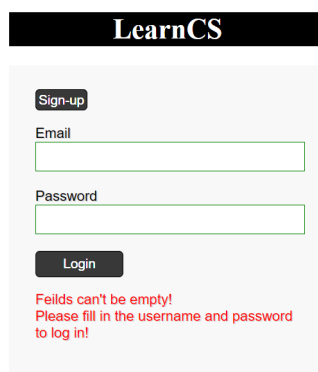 LearnCS
Sign-up
Email
Password
Login
Feilds can't be empty!
Please fill in the username and password
to log in!